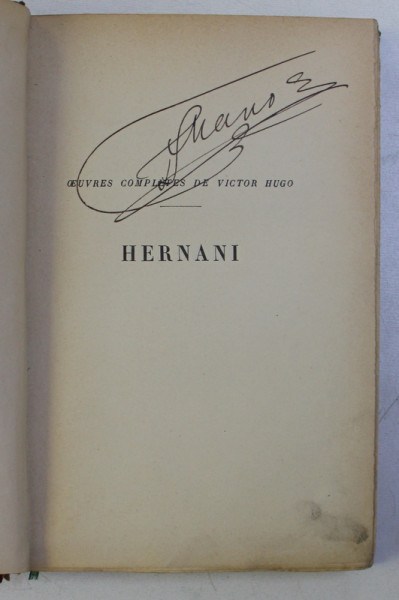 ŒUVRES COMPLÈTES DE VICTOR HUGO
HERNANI